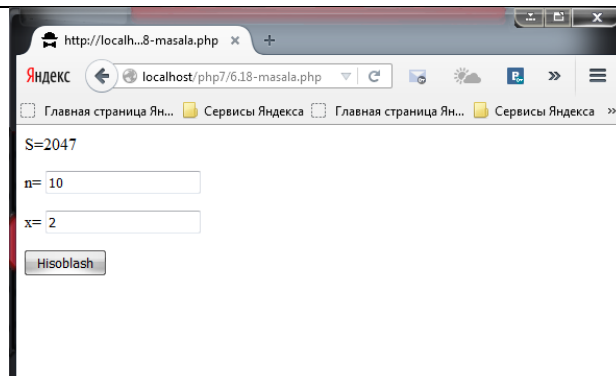 http://localh...8-masala.php × +
Яндекс localhost/php7/6.18-masala.php C »
Главная страница Ян... Сервисы Яндекса Главная страница Ян... Сервисы Яндекса »
S=2047
n= 10
x= 2
Hisoblash